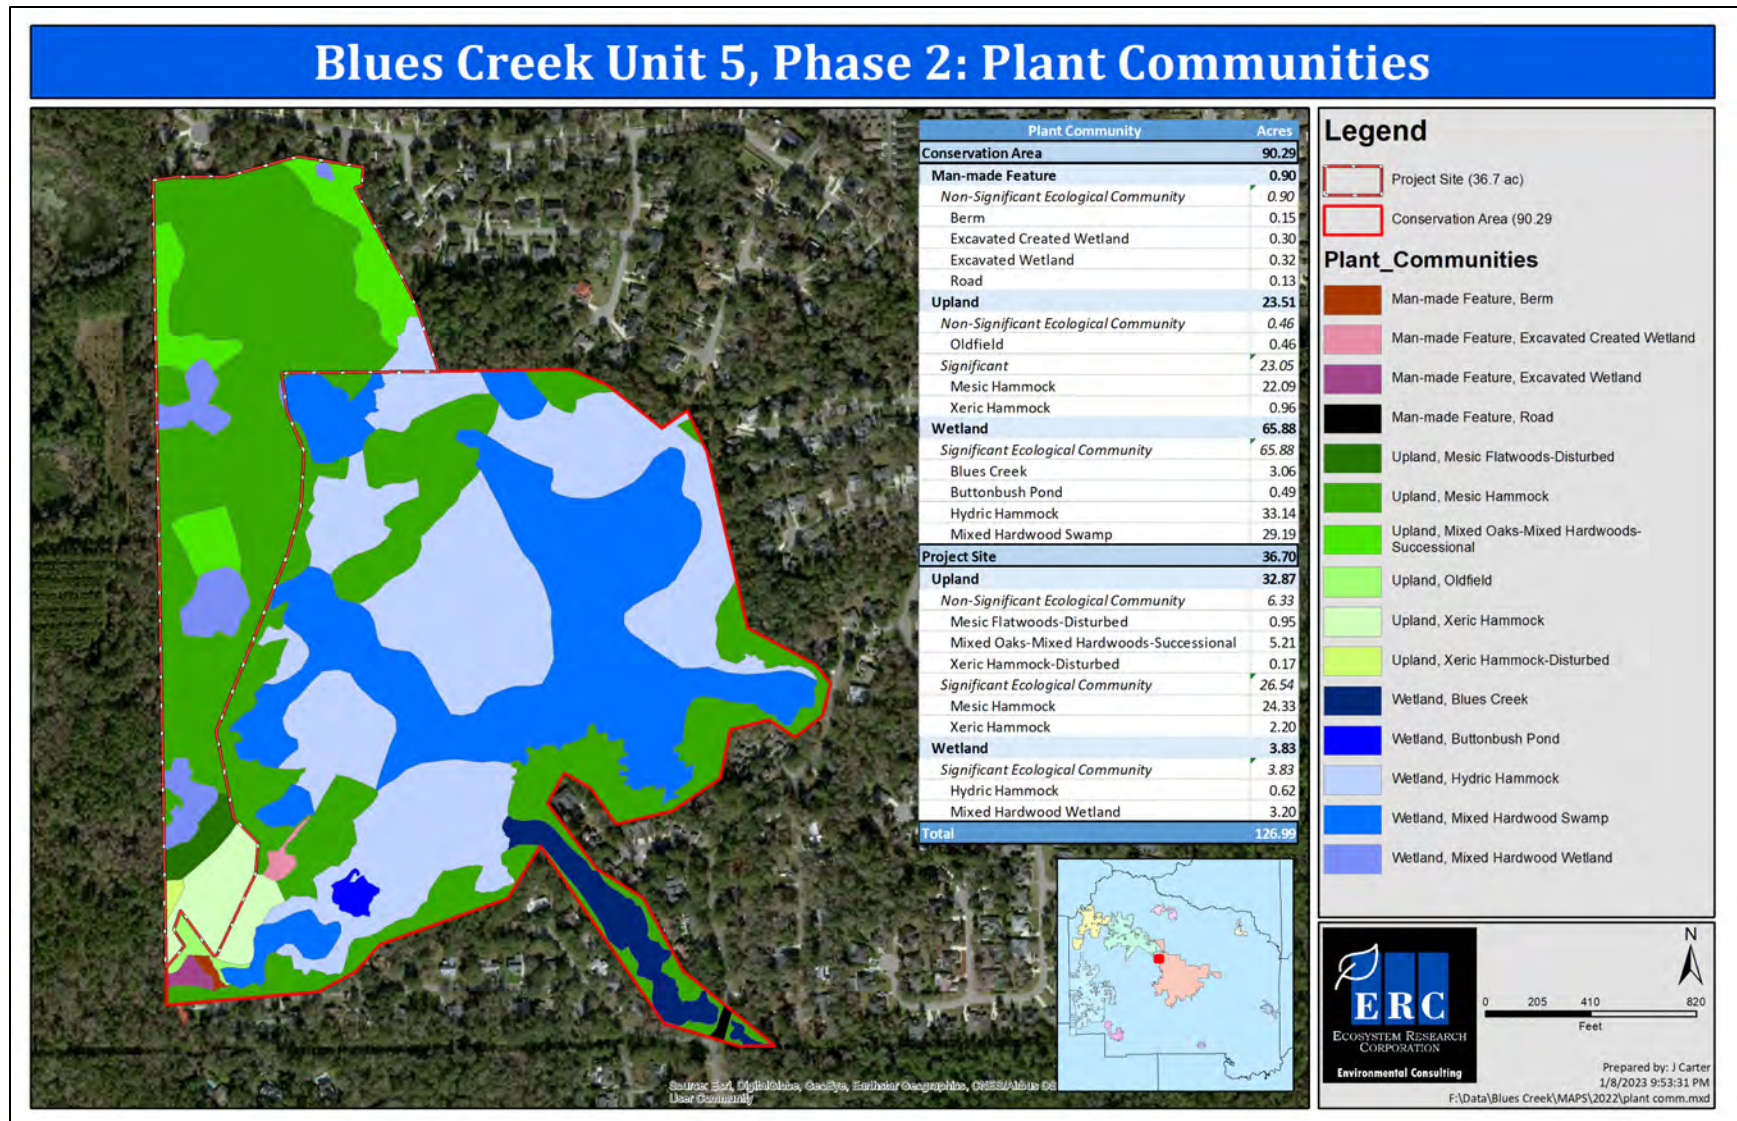 Blues Creek Unit 5, Phase 2: Plant Communities
Plant Community Acres
Conservation Area 90.29
Man-made Feature 0.90
Non-Significant Ecological Community 0.90
Berm 0.15
Excavated Created Wetland 0.30
Excavated Wetland 0.32
Road 0.13
Upland 23.51
Non-Significant Ecological Community 0.46
Oldfield 0.46
Significant 23.05
Mesic Hammock 22.09
Xeric Hammock 0.96
Wetland 65.88
Significant Ecological Community 65.88
Blues Creek 3.06
Buttonbush Pond 0.49
Hydric Hammock 33.14
Mixed Hardwood Swamp 29.19
Project Site 36.70
Upland 32.87
Non-Significant Ecological Community 6.33
Mesic Flatwoods-Disturbed 0.95
Mixed Oaks-Mixed Hardwoods-Successional 5.21
Xeric Hammock-Disturbed 0.17
Significant Ecological Community 26.54
Mesic Hammock 24.33
Xeric Hammock 2.20
Wetland 3.83
Significant Ecological Community 3.83
Hydric Hammock 0.62
Mixed Hardwood Wetland 3.20
Total 126.99
Source: Esri, DigitalGlobe, GeoEye, Earthstar Geographics, CNES/Airbus DS
User Community
Legend
Project Site (36.7 ac)
Conservation Area (90.29
Plant_Communities
Man-made Feature, Berm
Man-made Feature, Excavated Created Wetland
Man-made Feature, Excavated Wetland
Man-made Feature, Road
Upland, Mesic Flatwoods-Disturbed
Upland, Mesic Hammock
Upland, Mixed Oaks-Mixed Hardwoods-
Successional
Upland, Oldfield
Upland, Xeric Hammock
Upland, Xeric Hammock-Disturbed
Wetland, Blues Creek
Wetland, Buttonbush Pond
Wetland, Hydric Hammock
Wetland, Mixed Hardwood Swamp
Wetland, Mixed Hardwood Wetland
ERC
ECOSYSTEM RESEARCH
CORPORATION
Environmental Consulting
N
0 205 410 820
Feet
Prepared by: J Carter
1/8/2023 9:53:31 PM
F:\Data\Blues Creek\MAPS\2022\plant comm.mxd